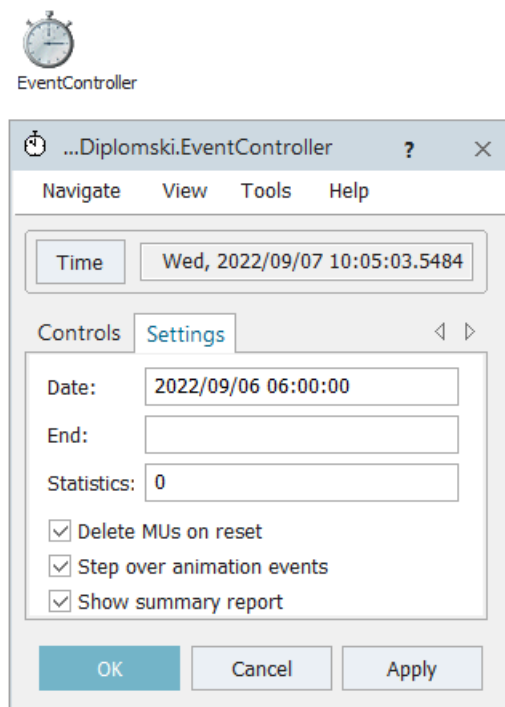 EventController
...Diplomski.EventController ?
Navigate View Tools Help
Time Wed, 2022/09/07 10:05:03.5484
Controls Settings
Date: 2022/09/06 06:00:00
End:
Statistics: 0
Delete MUs on reset
Step over animation events
Show summary report
OK Cancel Apply